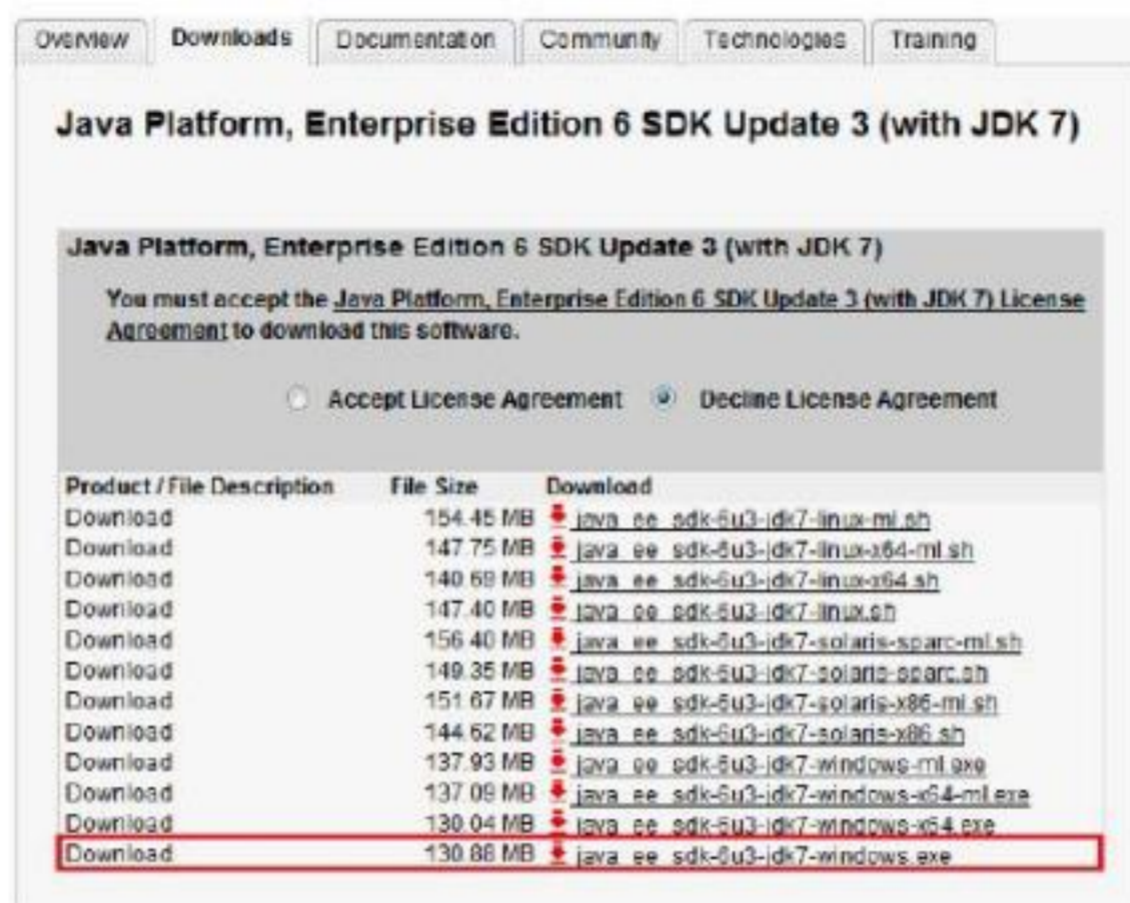 Overview Downloads Documentation Community Technologies Training
Java Platform, Enterprise Edition 6 SDK Update 3 (with JDK 7)
Java Platform, Enterprise Edition 6 SDK Update 3 (with JDK 7)
You must accept the Java Platform, Enterprise Edition 6 SDK Update 3 (with JDK 7) License
Agreement to download this software.
Accept License Agreement Decline License Agreement
Product / File Description File Size Download
Download 154.45 MB java_ee_sdk-6u3-jdk7-linux-ml.sh
Download 147.75 MB java_ee_sdk-6u3-jdk7-linux-x64-ml.sh
Download 140.69 MB java_ee_sdk-6u3-jdk7-linux-x64.sh
Download 147.40 MB java_ee_sdk-6u3-jdk7-linux.sh
Download 156.40 MB java_ee_sdk-6u3-jdk7-solaris-sparc-ml.sh
Download 149.35 MB java_ee_sdk-6u3-jdk7-solaris-sparc.sh
Download 151.67 MB java_ee_sdk-6u3-jdk7-solaris-x86-ml.sh
Download 144.62 MB java_ee_sdk-6u3-jdk7-solaris-x86.sh
Download 137.93 MB java_ee_sdk-6u3-jdk7-windows-ml.exe
Download 137.09 MB java_ee_sdk-6u3-jdk7-windows-x64-ml.exe
Download 130.04 MB java_ee_sdk-6u3-jdk7-windows-x64.exe
Download 130.88 MB java_ee_sdk-6u3-jdk7-windows.exe